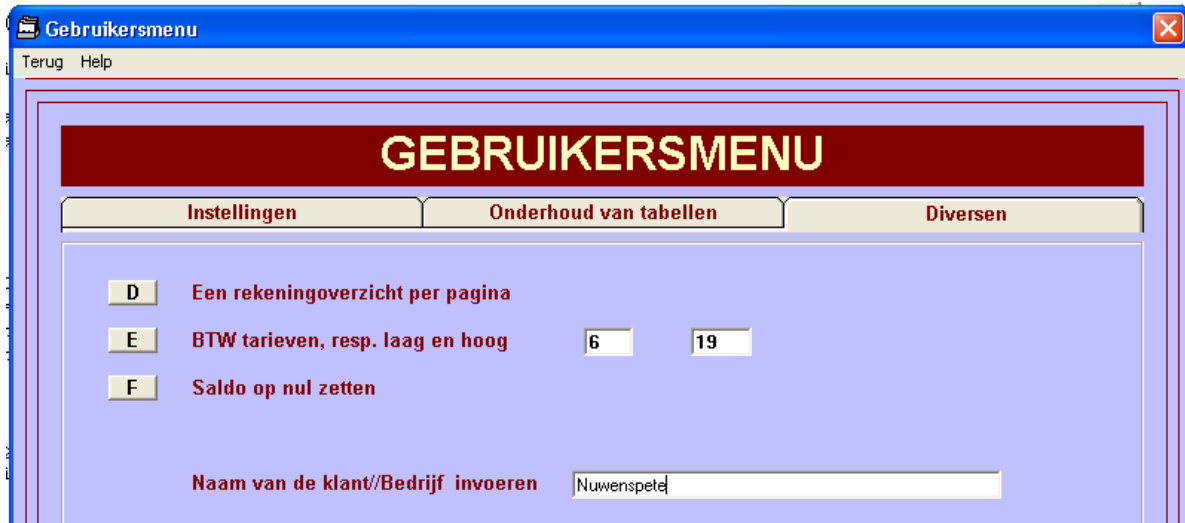 Gebruikersmenu
Terug Help
GEBRUIKERSMENU
Instellingen Onderhoud van tabellen Diversen
D Een rekeningoverzicht per pagina
E BTW tarieven, resp. laag en hoog 6 19
F Saldo op nul zetten
Naam van de klant//Bedrijf invoeren Nuwenspete